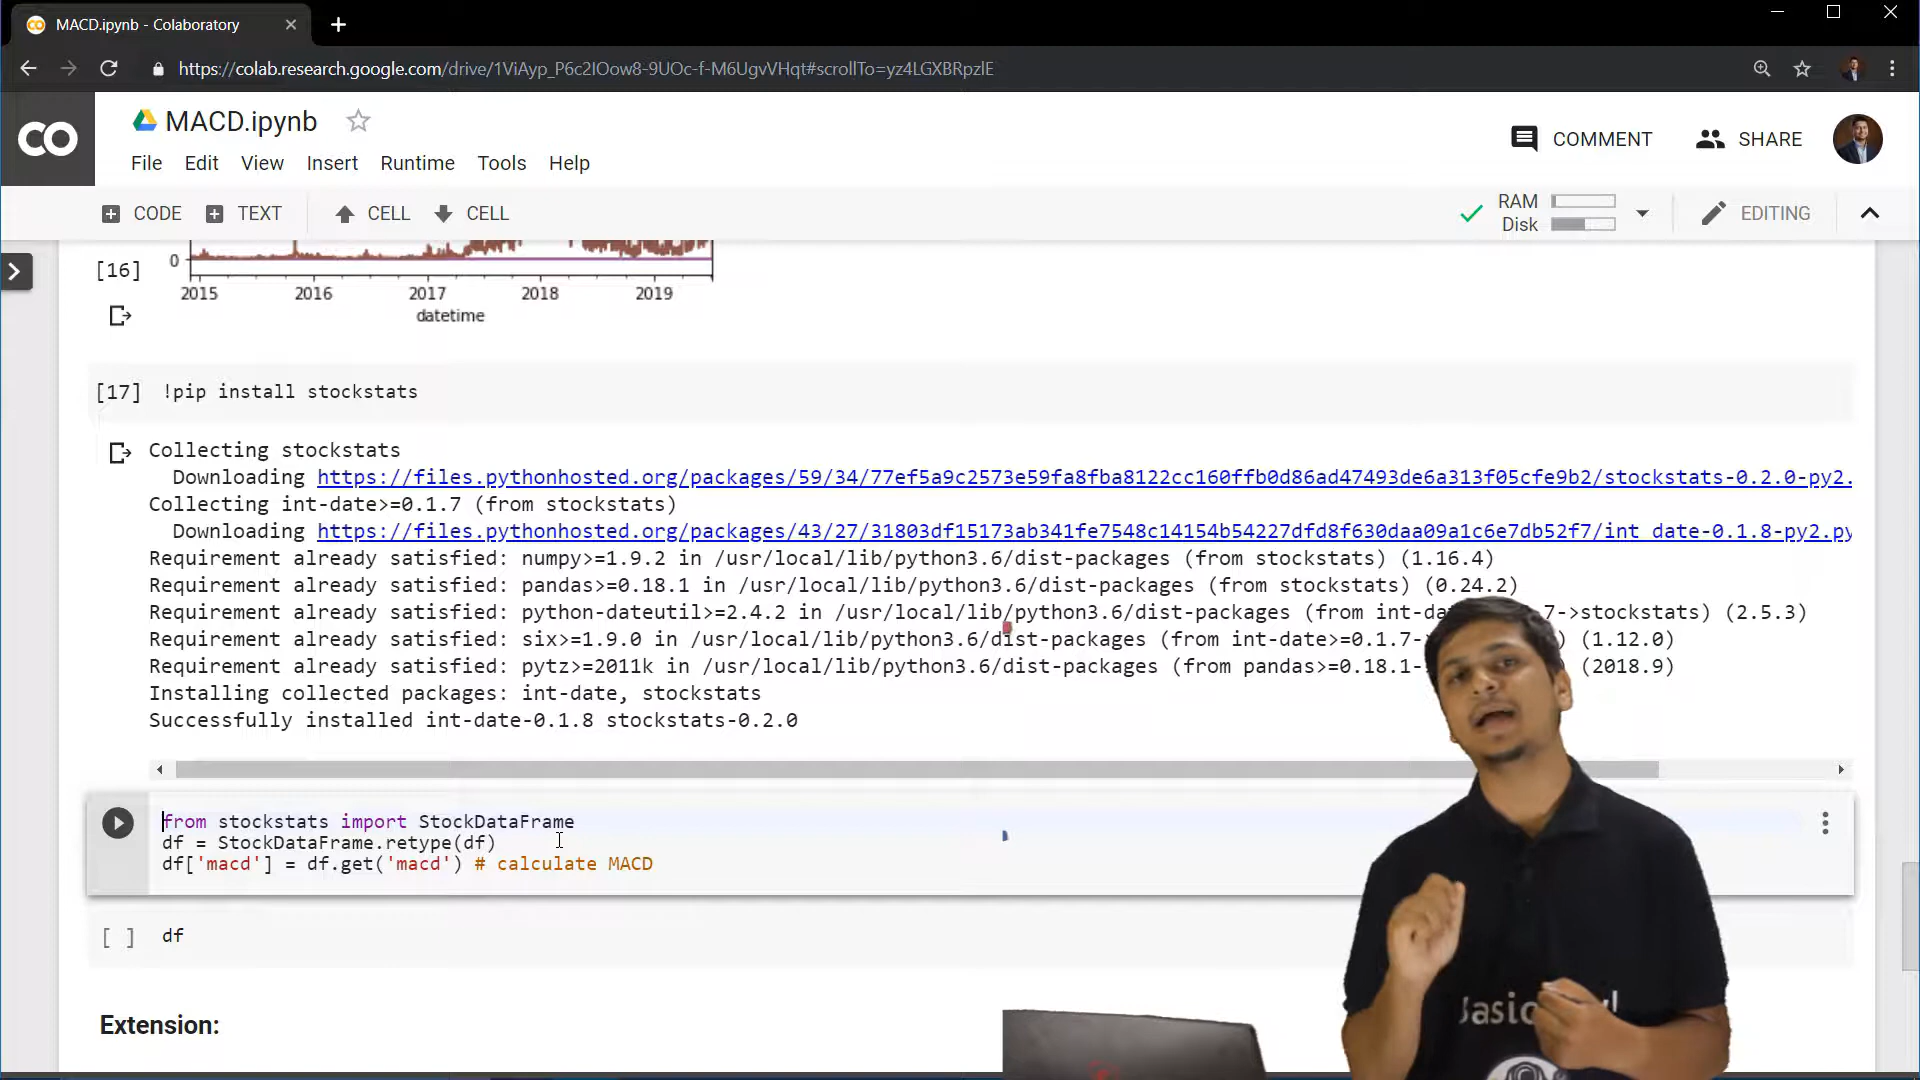 MACD.ipynb - Colaboratory
https://colab.research.google.com/drive/1ViAyp_P6c2IOow8-9UOc-f-M6UgvVHqt#scrollTo=yz4LGXBRpzlE
CO
MACD.ipynb
COMMENT
SHARE
File Edit View Insert Runtime Tools Help
CODE TEXT CELL CELL
RAM
Disk
EDITING
[16]
0
2015 2016 2017 2018 2019
datetime
[17] !pip install stockstats
Collecting stockstats
Downloading https://files.pythonhosted.org/packages/59/34/77ef5a9c2573e59fa8fba8122cc160ffb0d86ad47493de6a313f05cfe9b2/stockstats-0.2.0-py2.
Collecting int-date>=0.1.7 (from stockstats)
Downloading https://files.pythonhosted.org/packages/43/27/31803df15173ab341fe7548c14154b54227dfd8f630daa09a1c6e7db52f7/int_date-0.1.8-py2.py
Requirement already satisfied: numpy>=1.9.2 in /usr/local/lib/python3.6/dist-packages (from stockstats) (1.16.4)
Requirement already satisfied: pandas>=0.18.1 in /usr/local/lib/python3.6/dist-packages (from stockstats) (0.24.2)
Requirement already satisfied: python-dateutil>=2.4.2 in /usr/local/lib/python3.6/dist-packages (from int-da 7->stockstats) (2.5.3)
Requirement already satisfied: six>=1.9.0 in /usr/local/lib/python3.6/dist-packages (from int-date>=0.1.7- ) (1.12.0)
Requirement already satisfied: pytz>=2011k in /usr/local/lib/python3.6/dist-packages (from pandas>=0.18.1- ) (2018.9)
Installing collected packages: int-date, stockstats
Successfully installed int-date-0.1.8 stockstats-0.2.0
from stockstats import StockDataFrame
df = StockDataFrame.retype(df)
df['macd'] = df.get('macd') # calculate MACD
[ ] df
Extension: